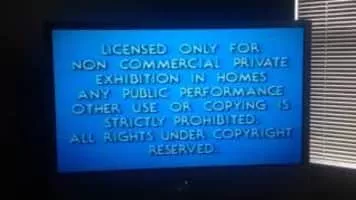 LICENSED ONLY FOR
NON COMMERCIAL PRIVATE
EXHIBITION IN HOMES
ANY PUBLIC PERFORMANCE
OTHER USE OR COPYING IS
STRICTLY PROHIBITED.
ALL RIGHTS UNDER COPYRIGHT
RESERVED.